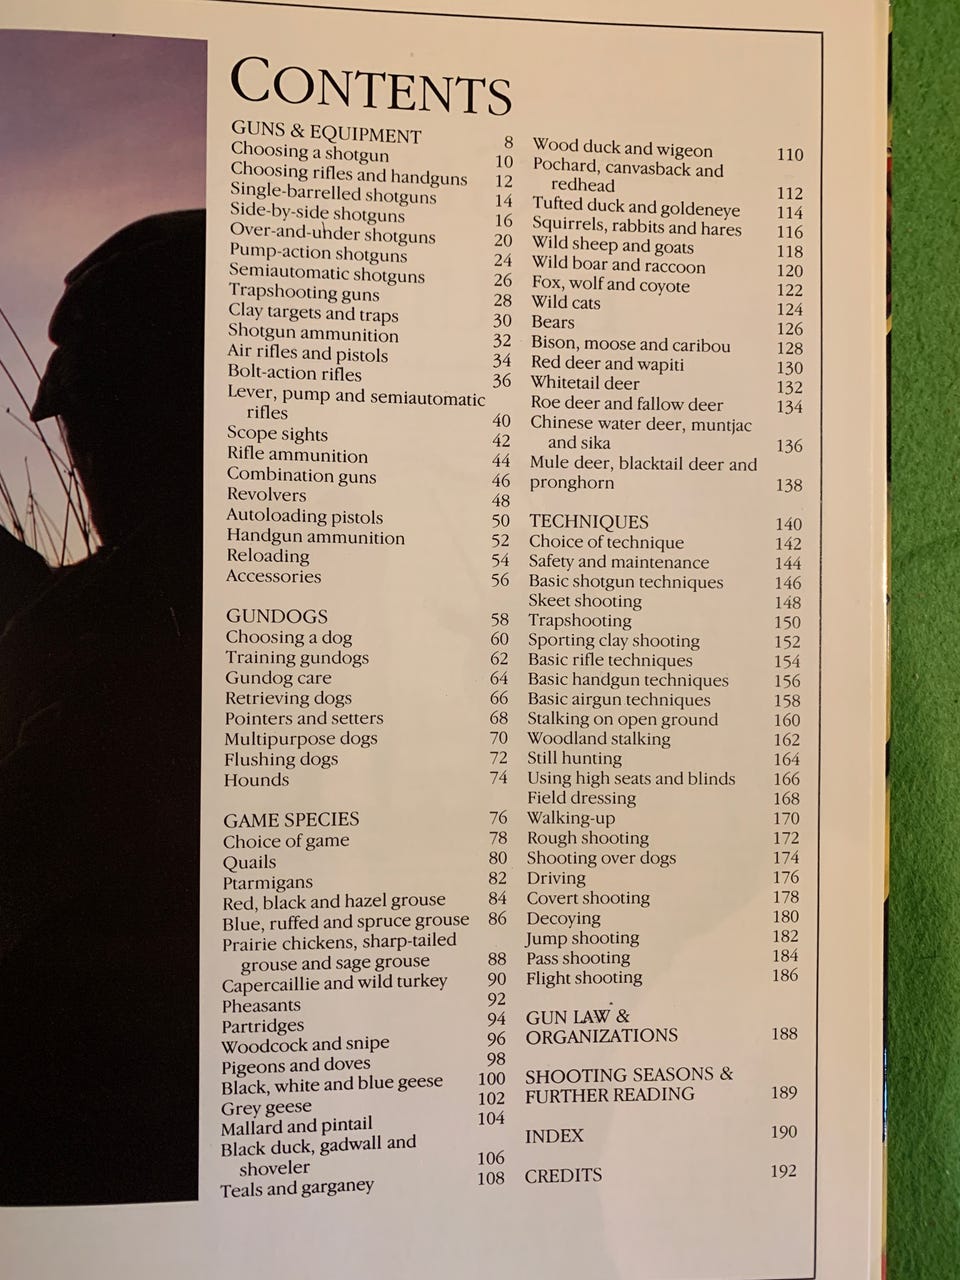 CONTENTS
GUNS & EQUIPMENT 8
Choosing a shotgun 10
Choosing rifles and handguns 12
Single-barrelled shotguns 14
Side-by-side shotguns 16
Over-and-under shotguns 20
Pump-action shotguns 24
Semiautomatic shotguns 26
Trapshooting guns 28
Clay targets and traps 30
Shotgun ammunition 32
Air rifles and pistols 34
Bolt-action rifles 36
Lever, pump and semiautomatic
rifles 40
Scope sights 42
Rifle ammunition 44
Combination guns 46
Revolvers 48
Autoloading pistols 50
Handgun ammunition 52
Reloading 54
Accessories 56
GUNDOGS 58
Choosing a dog 60
Training gundogs 62
Gundog care 64
Retrieving dogs 66
Pointers and setters 68
Multipurpose dogs 70
Flushing dogs 72
Hounds 74
GAME SPECIES 76
Choice of game 78
Quails 80
Ptarmigans 82
Red, black and hazel grouse 84
Blue, ruffed and spruce grouse 86
Prairie chickens, sharp-tailed
grouse and sage grouse 88
Capercaillie and wild turkey 90
Pheasants 92
Partridges 94
Woodcock and snipe 96
Pigeons and doves 98
Black, white and blue geese 100
Grey geese 102
Mallard and pintail 104
Black duck, gadwall and
shoveler 106
Teals and garganey 108
Wood duck and wigeon 110
Pochard, canvasback and
redhead 112
Tufted duck and goldeneye 114
Squirrels, rabbits and hares 116
Wild sheep and goats 118
Wild boar and raccoon 120
Fox, wolf and coyote 122
Wild cats 124
Bears 126
Bison, moose and caribou 128
Red deer and wapiti 130
Whitetail deer 132
Roe deer and fallow deer 134
Chinese water deer, muntjac
and sika 136
Mule deer, blacktail deer and
pronghorn 138
TECHNIQUES 140
Choice of technique 142
Safety and maintenance 144
Basic shotgun techniques 146
Skeet shooting 148
Trapshooting 150
Sporting clay shooting 152
Basic rifle techniques 154
Basic handgun techniques 156
Basic airgun techniques 158
Stalking on open ground 160
Woodland stalking 162
Still hunting 164
Using high seats and blinds 166
Field dressing 168
Walking-up 170
Rough shooting 172
Shooting over dogs 174
Driving 176
Covert shooting 178
Decoying 180
Jump shooting 182
Pass shooting 184
Flight shooting 186
GUN LAW &
ORGANIZATIONS 188
SHOOTING SEASONS &
FURTHER READING 189
INDEX 190
CREDITS 192